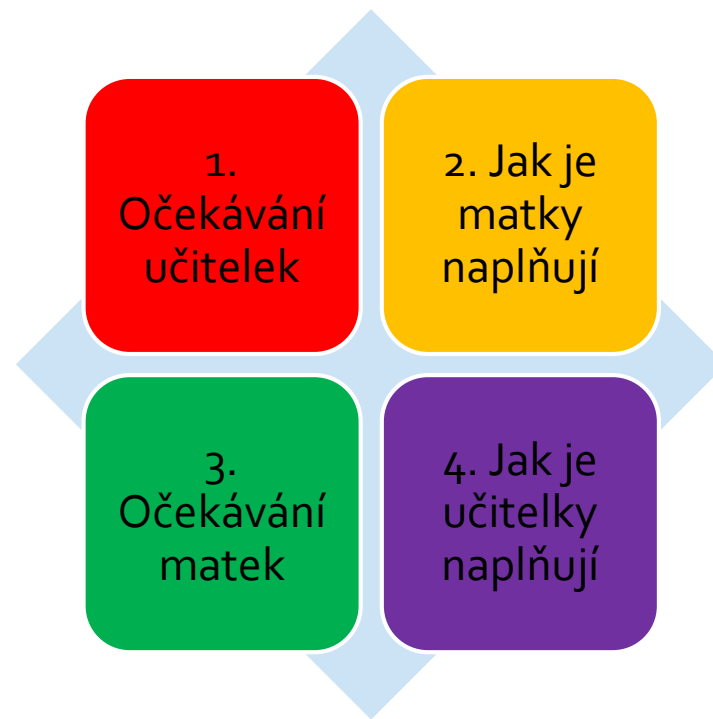 1.
Očekávání
učitelek
2. Jak je
matky
naplňují
3.
Očekávání
matek
4. Jak je
učitelky
naplňují